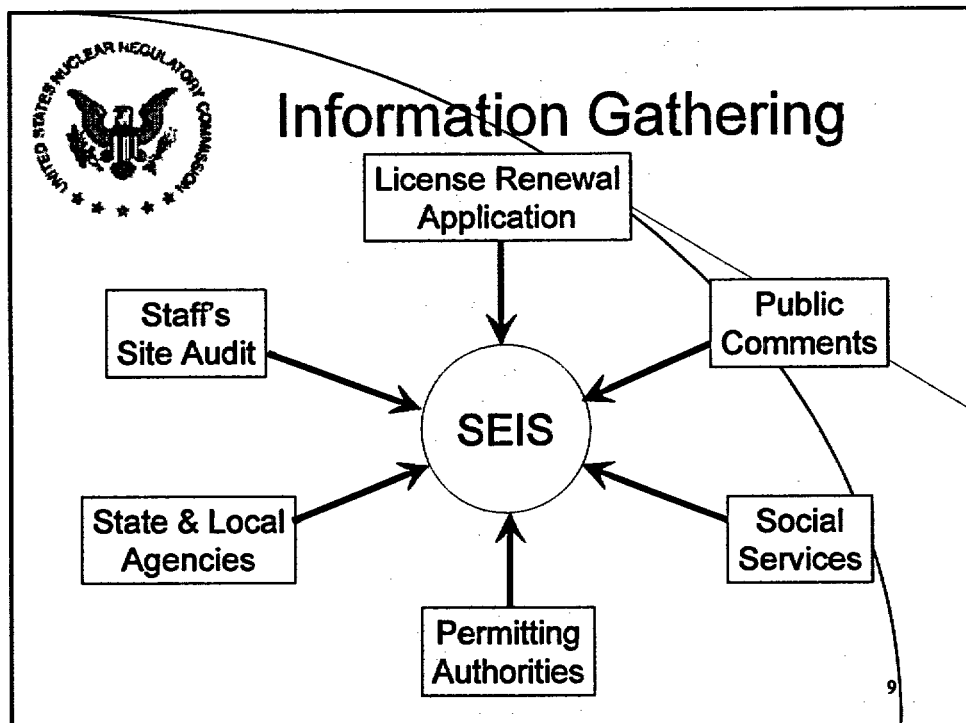 UNITED STATES NUCLEAR REGULATORY COMMISSION
Information Gathering
License Renewal
Application
Staff's
Site Audit
Public
Comments
SEIS
State & Local
Agencies
Social
Services
Permitting
Authorities
9